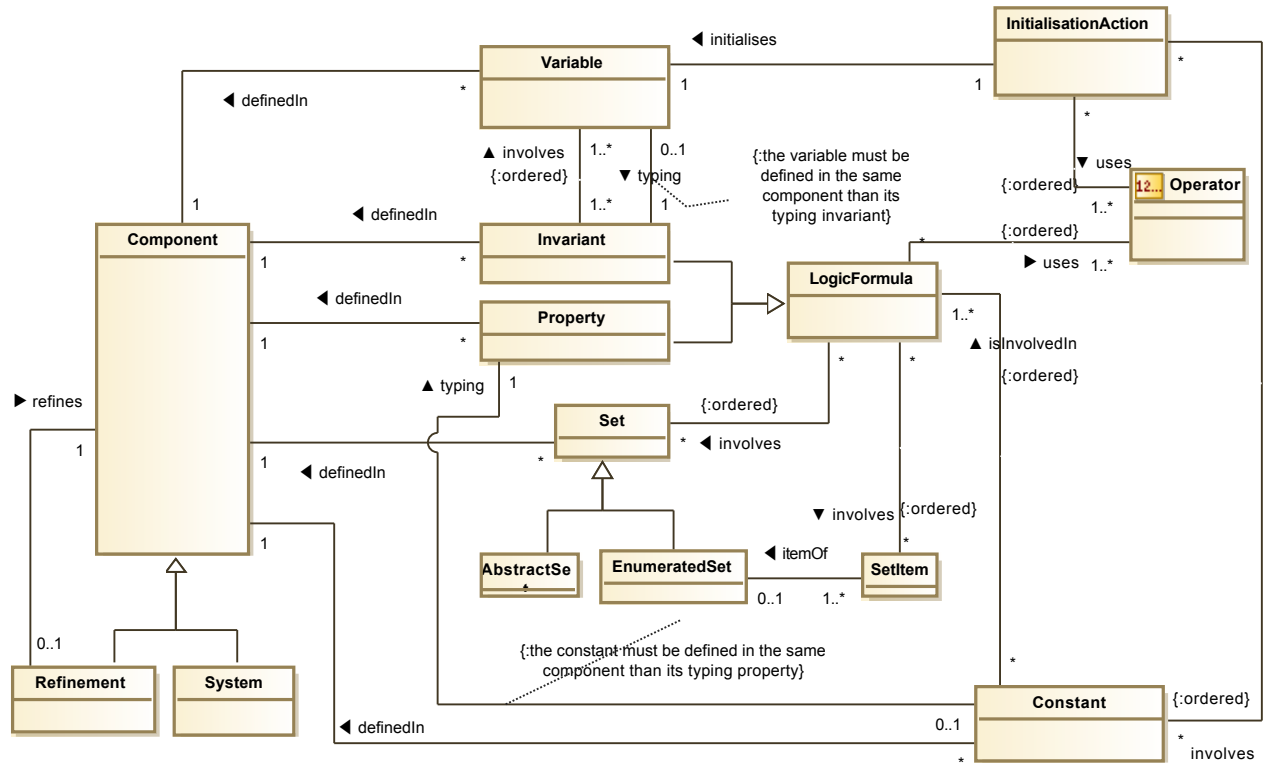 InitialisationAction
◀ initialises
Variable
*
1
1
*
◀ definedIn
*
▲ involves
{:ordered}
1..*
0..1
▼ typing
{:the variable must be
defined in the same
component than its
typing invariant}
▼ uses
{:ordered}
1..*
12... Operator
1
1..*
1
◀ definedIn
Component
Invariant
1
*
*
{:ordered}
▶ uses
1..*
LogicFormula
◀ definedIn
Property
1
*
1..*
▲ isInvolvedIn
{:ordered}
*
*
▲ typing
1
▶ refines
1
{:ordered}
Set
*
◀ involves
1
*
◀ definedIn
▼ involves
{:ordered}
*
1
AbstractSe
t
EnumeratedSet
◀ itemOf
SetItem
0..1
1..*
0..1
{:the constant must be defined in the same
component than its typing property}
*
Refinement
System
Constant
{:ordered}
◀ definedIn
0..1
*
*
involves